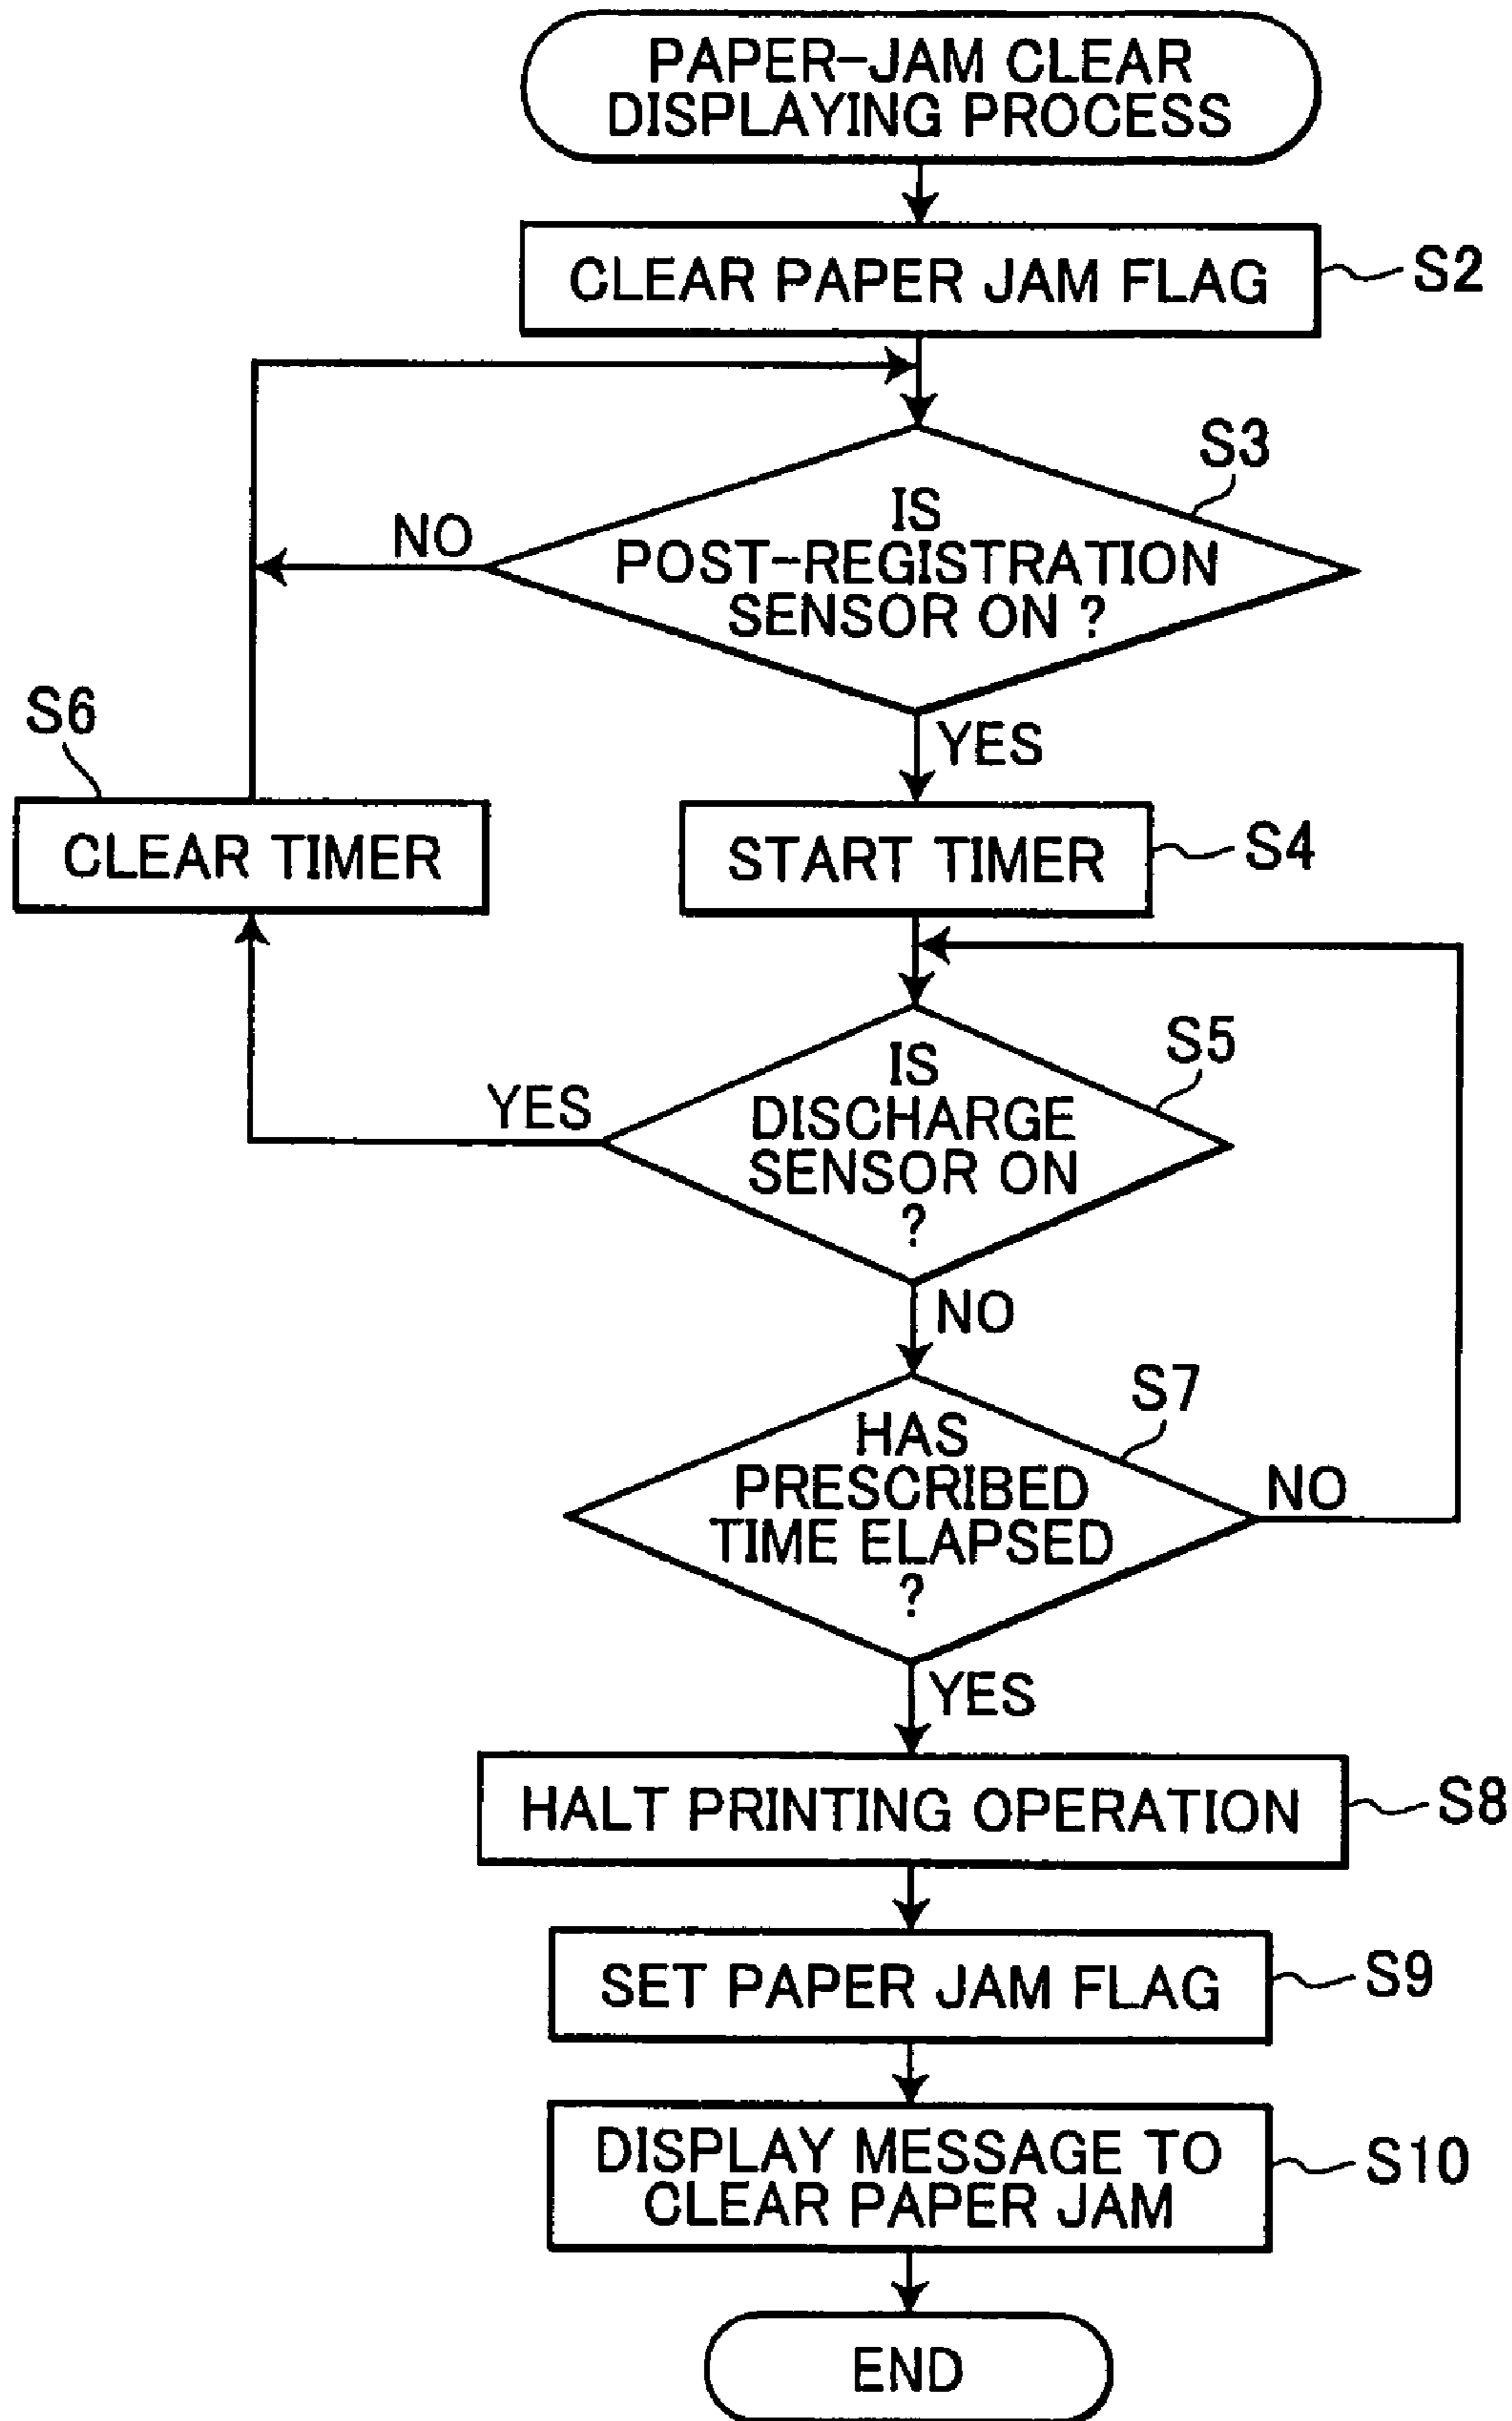 PAPER-JAM CLEAR
DISPLAYING PROCESS
CLEAR PAPER JAM FLAG
S2
S3
IS
POST-REGISTRATION
SENSOR ON ?
NO
YES
S6
CLEAR TIMER
START TIMER
S4
S5
IS
DISCHARGE
SENSOR ON
?
YES
NO
S7
HAS
PRESCRIBED
TIME ELAPSED
?
NO
YES
HALT PRINTING OPERATION
S8
SET PAPER JAM FLAG
S9
DISPLAY MESSAGE TO
CLEAR PAPER JAM
S10
END